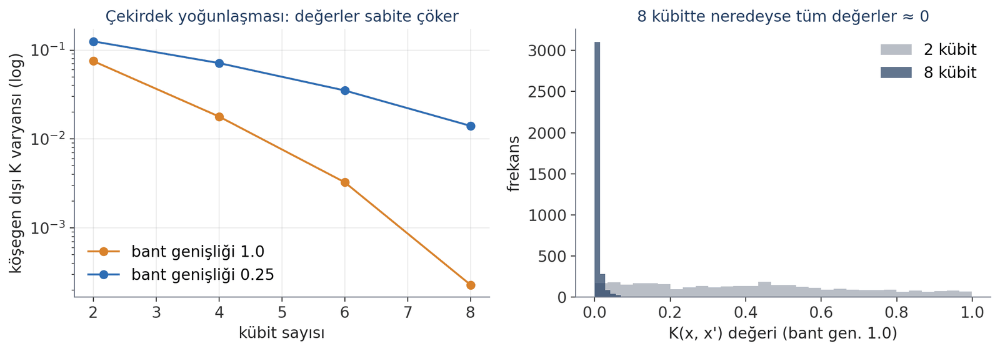 Çekirdek yoğunlaşması: değerler sabite çöker
köşegen dışı K varyansı (log)
10⁻¹
10⁻²
10⁻³
bant genişliği 1.0
bant genişliği 0.25
2 3 4 5 6 7 8
kübit sayısı
8 kübitte neredeyse tüm değerler ≈ 0
frekans
3000
2500
2000
1500
1000
500
0
2 kübit
8 kübit
0.0 0.2 0.4 0.6 0.8 1.0
K(x, x') değeri (bant gen. 1.0)